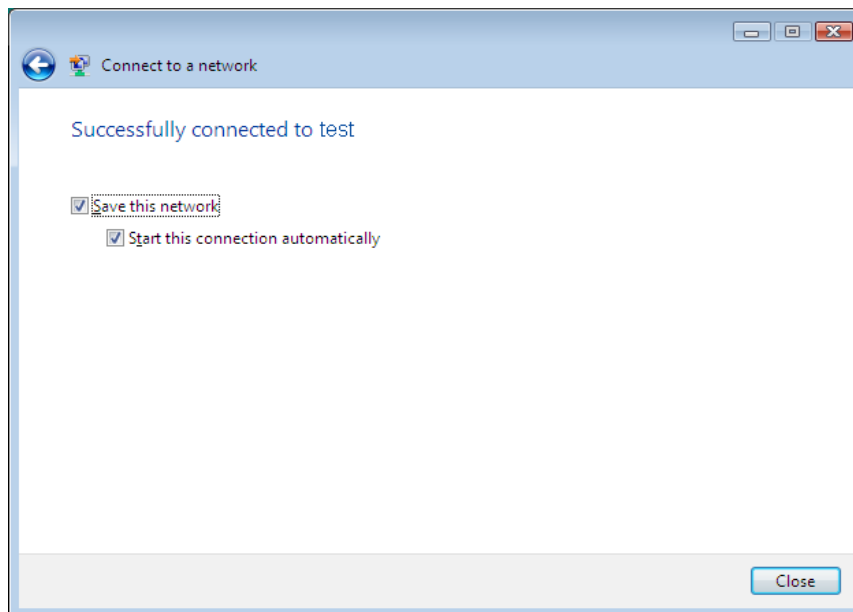 Connect to a network
Successfully connected to test
Save this network
Start this connection automatically
Close